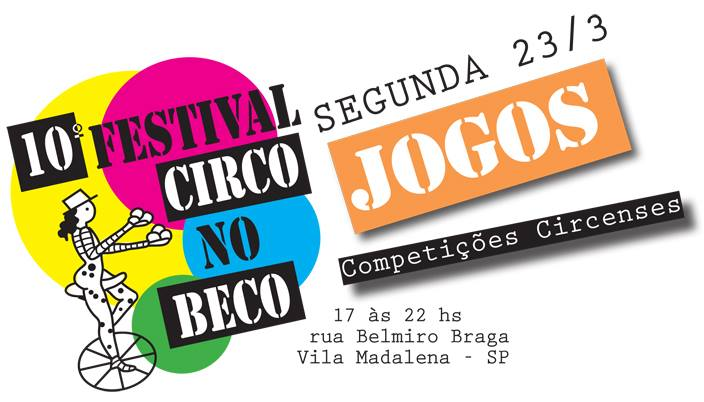 10º FESTIVAL
CIRCO
NO
BECO
SEGUNDA 23/3
JOGOS
Competições Circenses
17 às 22 hs
rua Belmiro Braga
Vila Madalena - SP